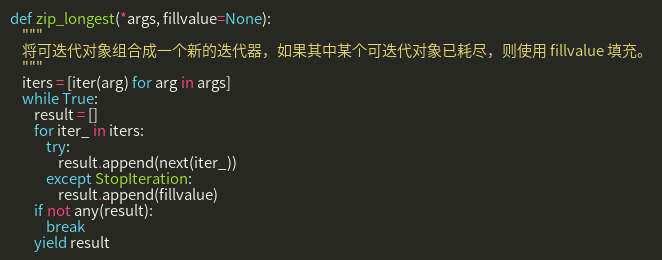 def zip_longest(*args, fillvalue=None):
    """
    将可迭代对象组合成一个新的迭代器，如果其中某个可迭代对象已耗尽，则使用 fillvalue 填充。
    """
    iters = [iter(arg) for arg in args]
    while True:
        result = []
        for iter_ in iters:
            try:
                result.append(next(iter_))
            except StopIteration:
                result.append(fillvalue)
        if not any(result):
            break
        yield result